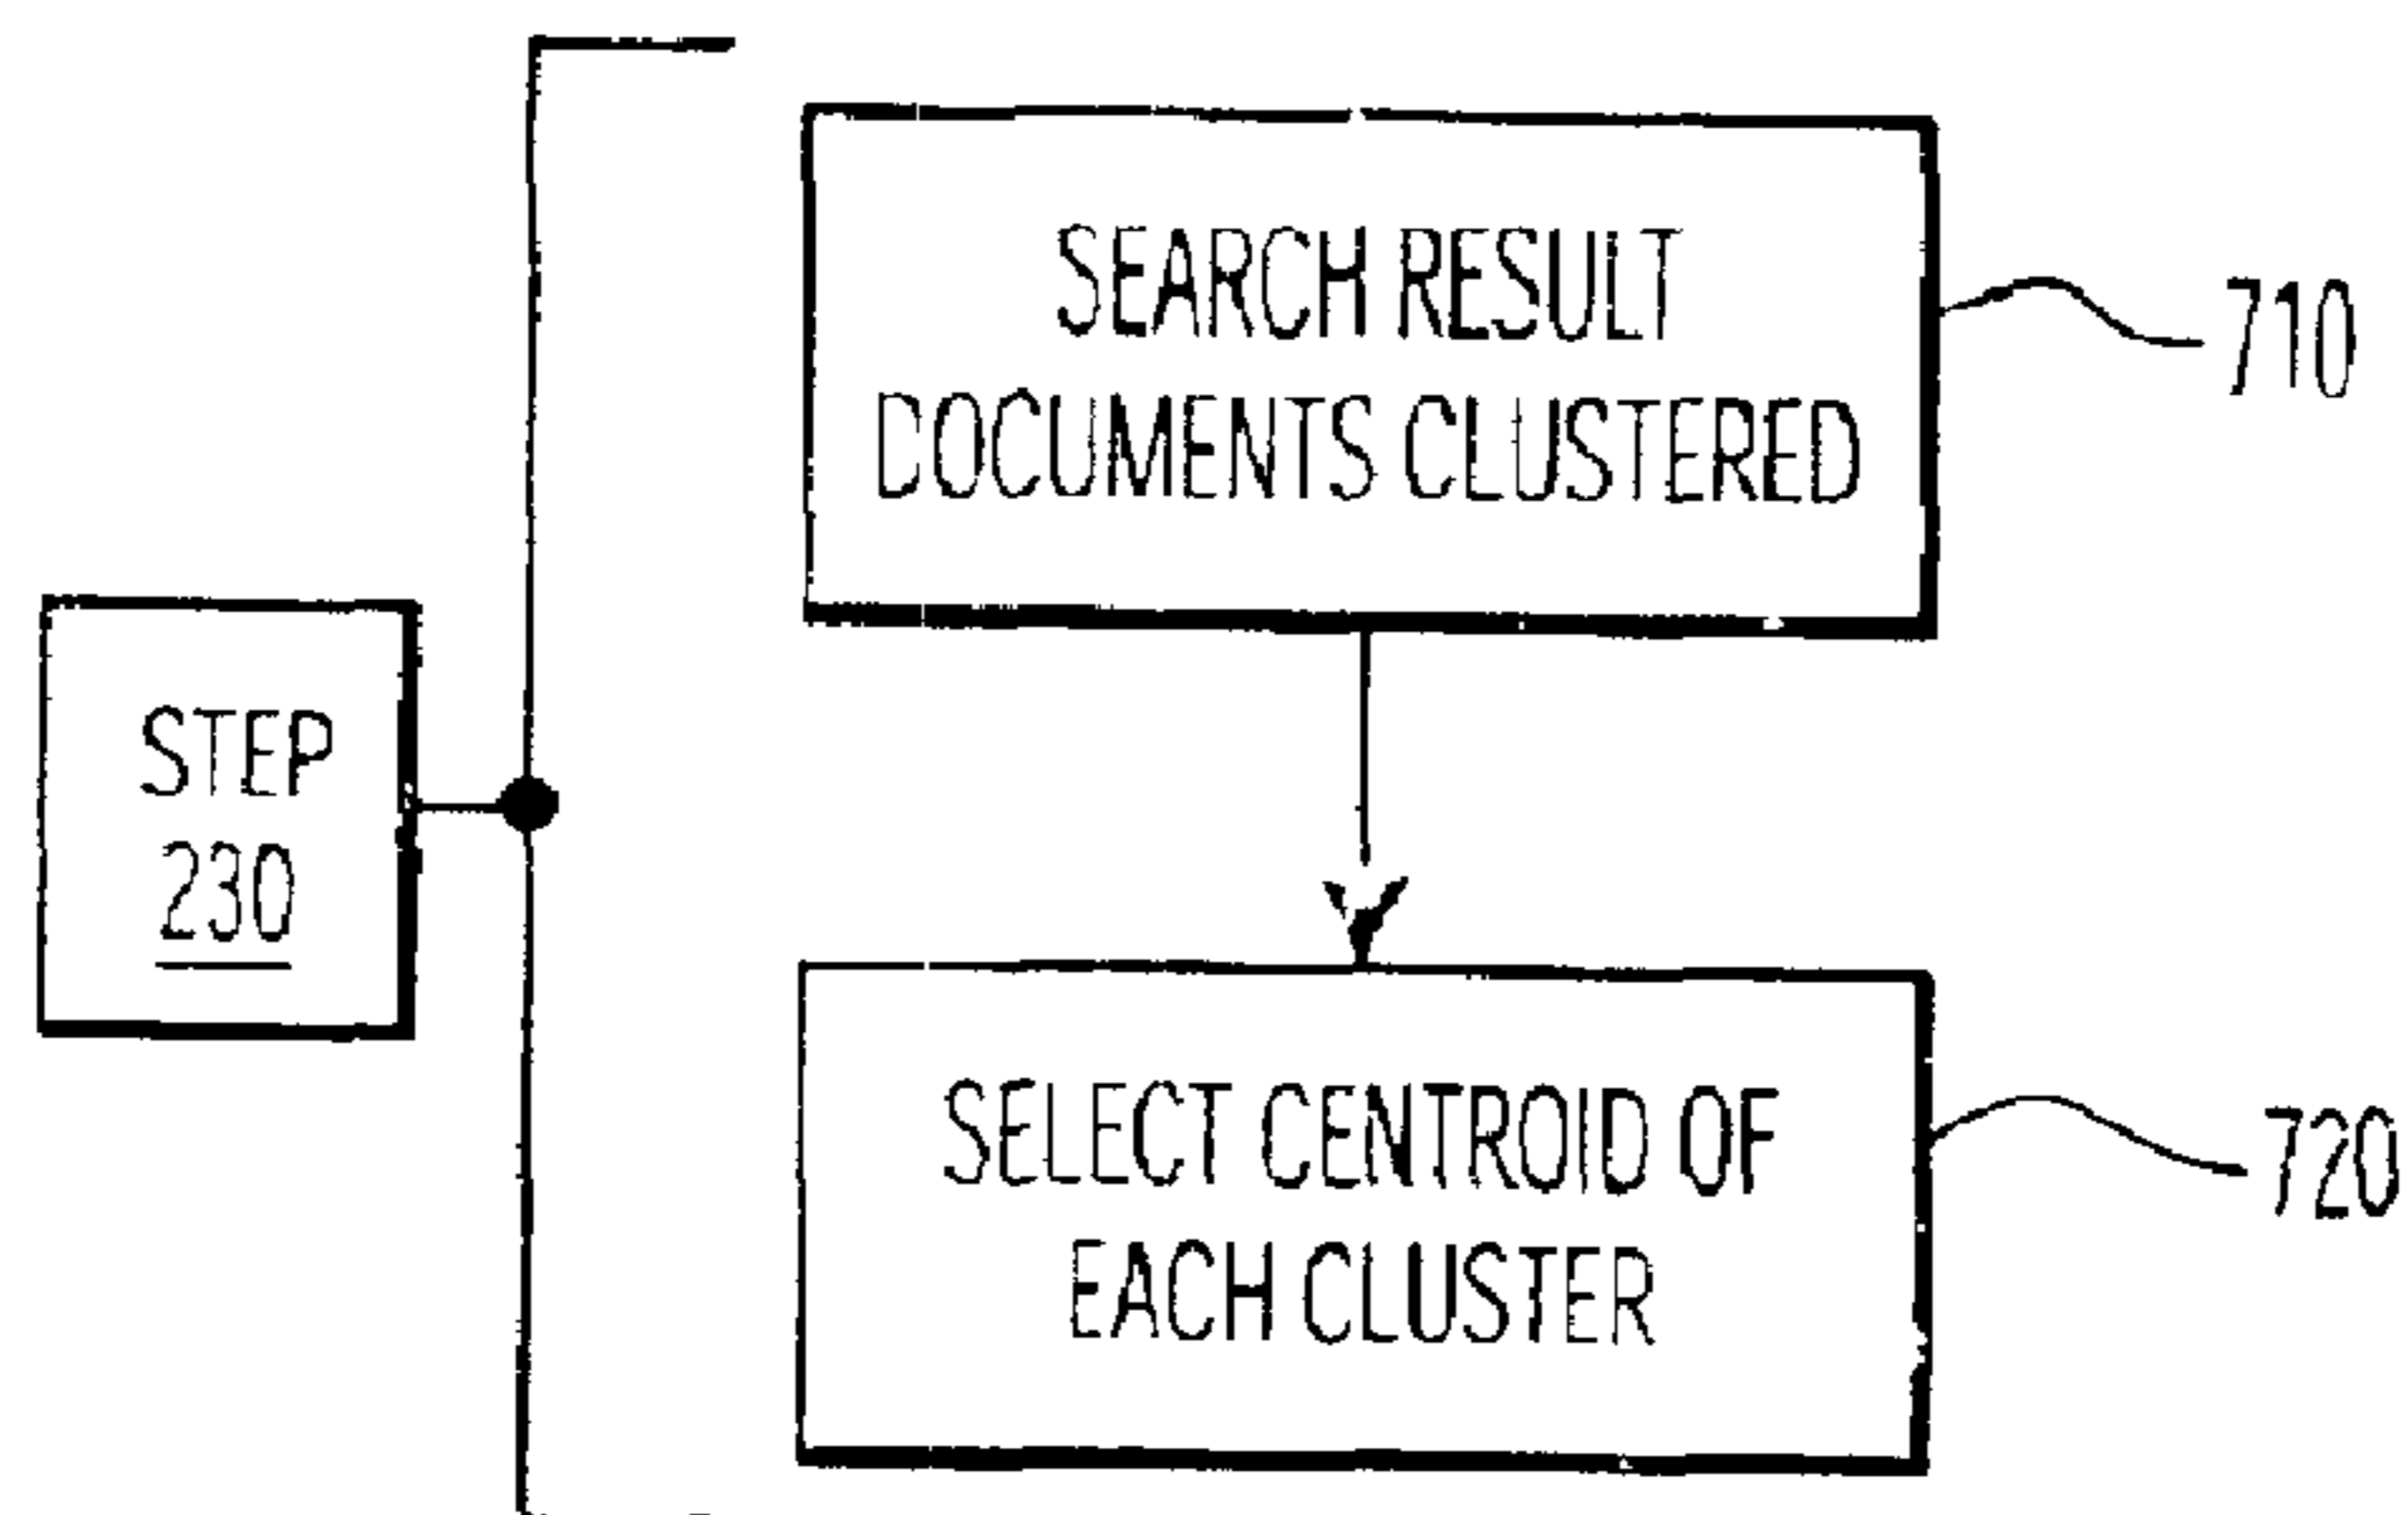 SEARCH RESULT
DOCUMENTS CLUSTERED
710
STEP
230
SELECT CENTROID OF
EACH CLUSTER
720